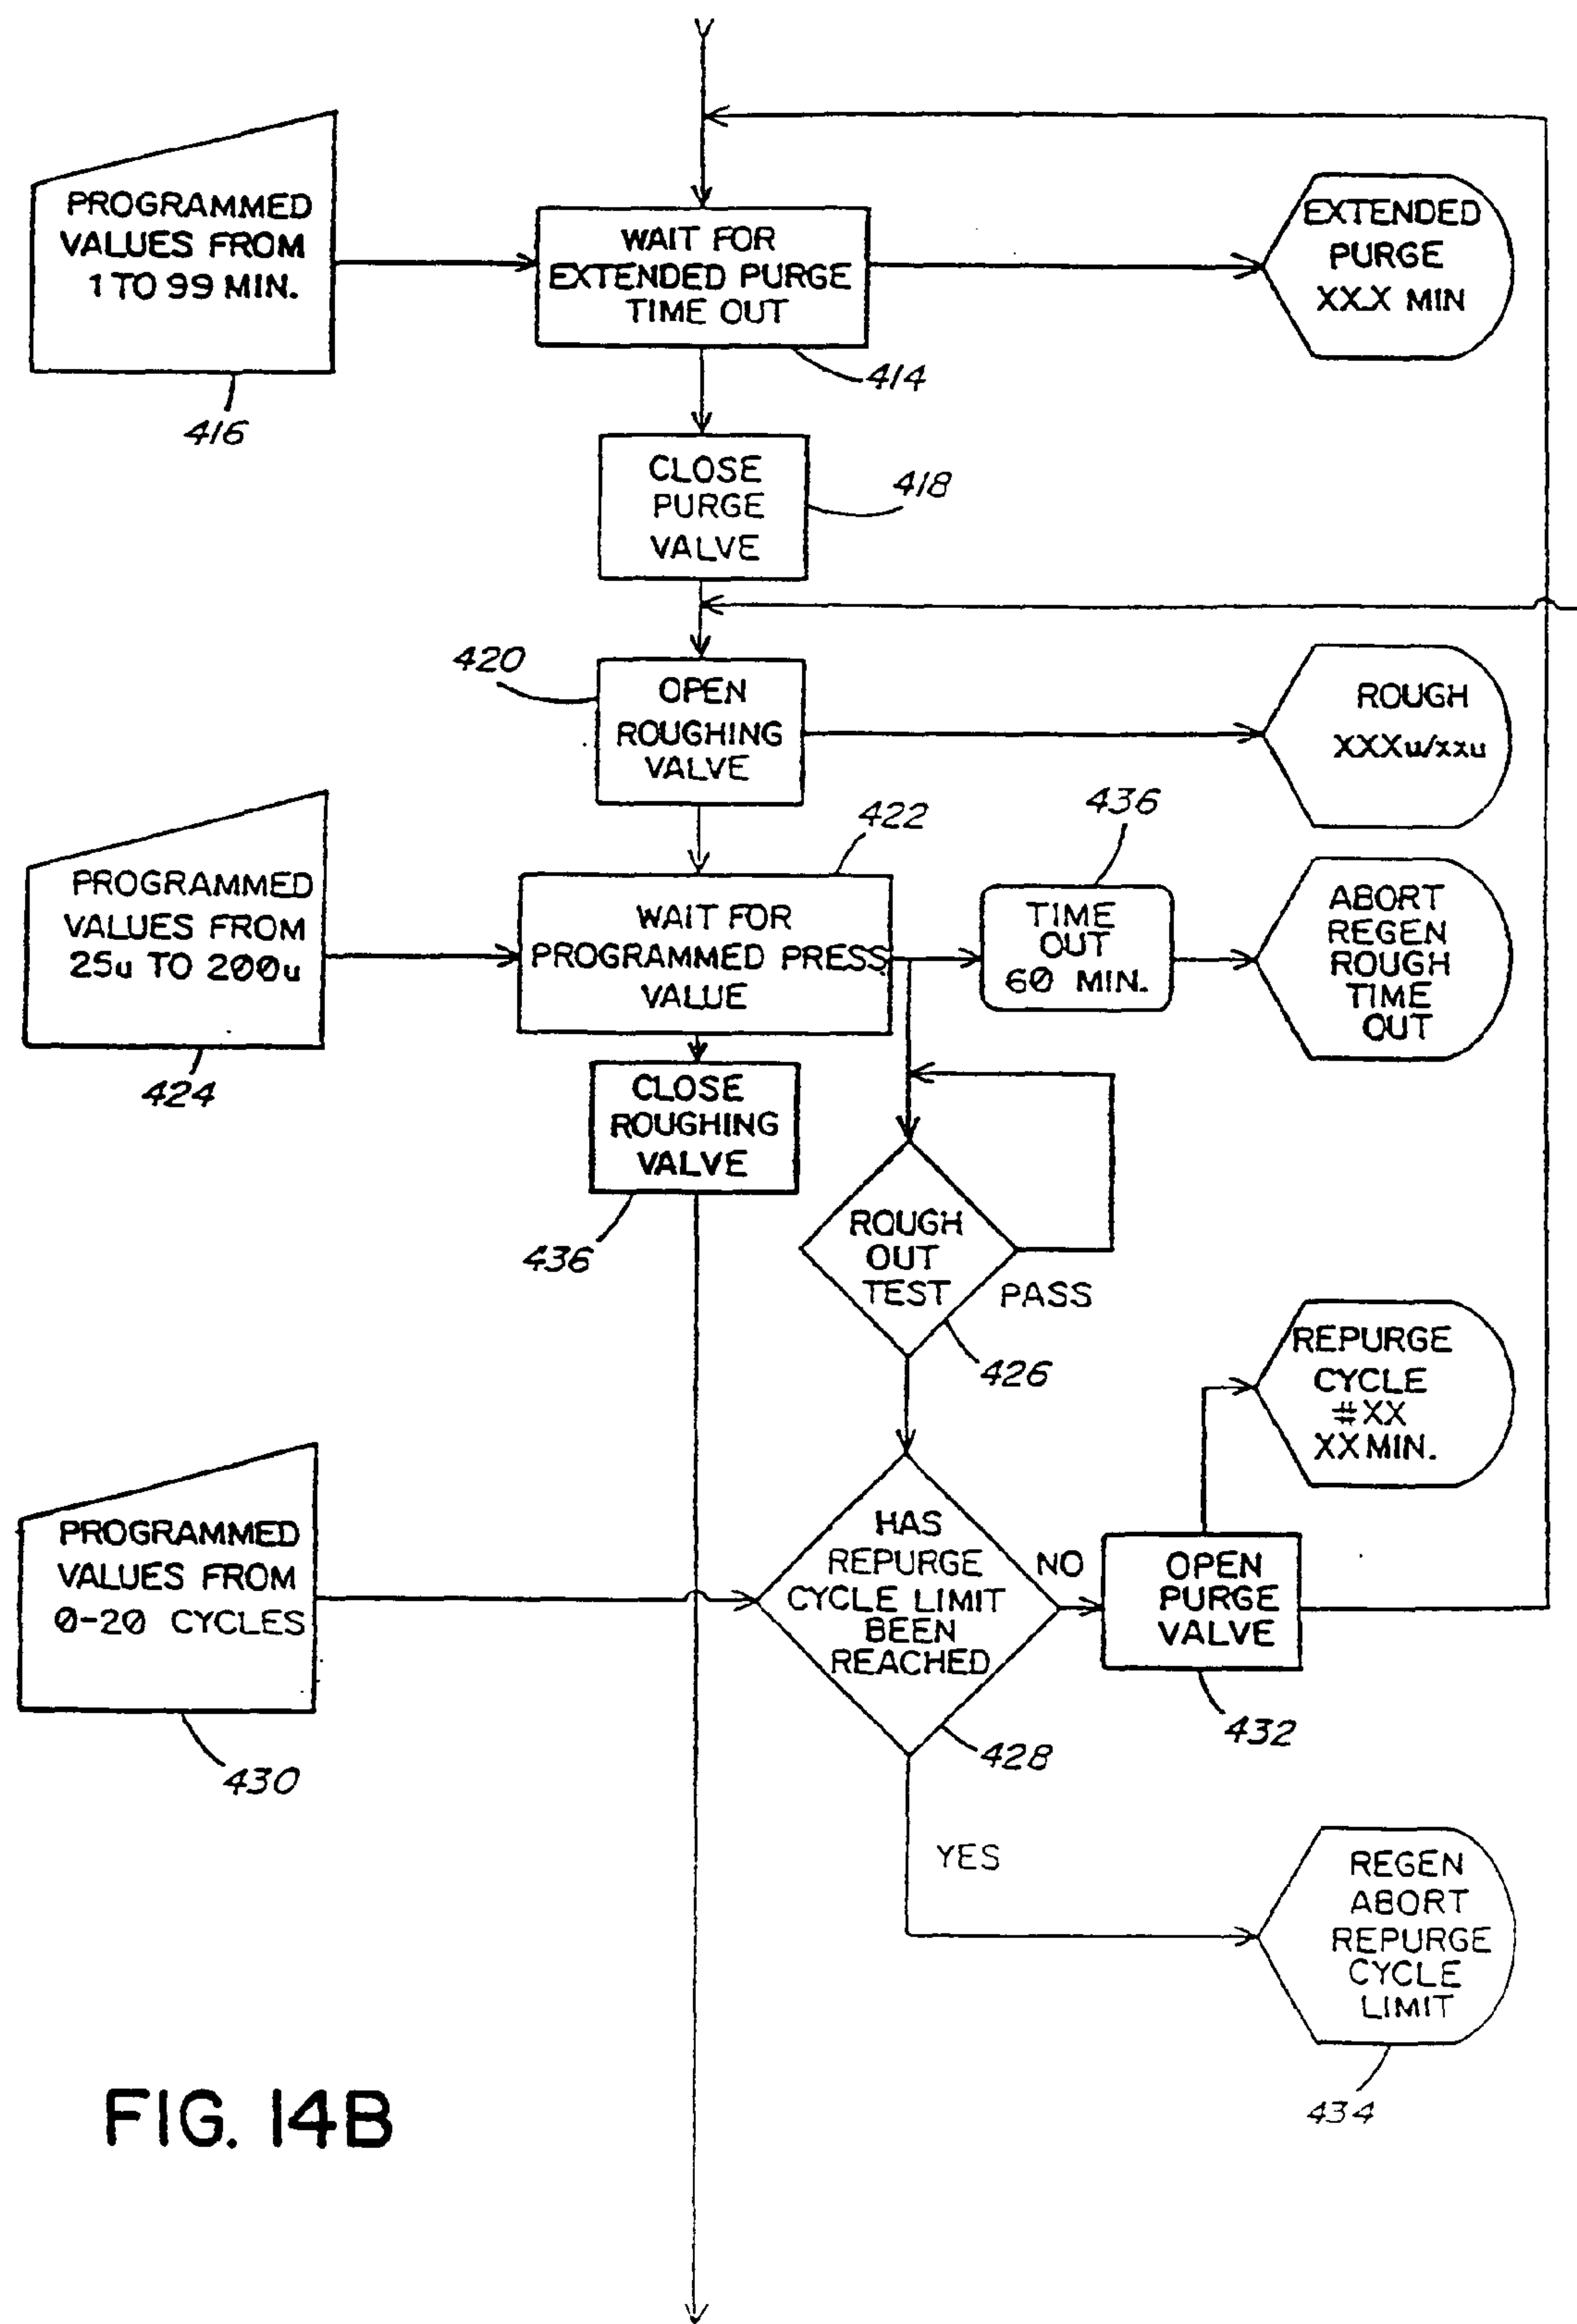 PROGRAMMED
VALUES FROM
1 TO 99 MIN.
416
WAIT FOR
EXTENDED PURGE
TIME OUT
414
EXTENDED
PURGE
XX.X MIN
CLOSE
PURGE
VALVE
418
420
OPEN
ROUGHING
VALVE
ROUGH
XXXu/xxu
PROGRAMMED
VALUES FROM
25u TO 200u
424
422
WAIT FOR
PROGRAMMED PRESS
VALUE
436
TIME
OUT
60 MIN.
ABORT
REGEN
ROUGH
TIME
OUT
CLOSE
ROUGHING
VALVE
436
ROUGH
OUT
TEST
PASS
426
REPURGE
CYCLE
#XX
XX MIN.
PROGRAMMED
VALUES FROM
0-20 CYCLES
430
HAS
REPURGE
CYCLE LIMIT
BEEN
REACHED
NO
428
OPEN
PURGE
VALVE
432
YES
REGEN
ABORT
REPURGE
CYCLE
LIMIT
434
FIG. 14B